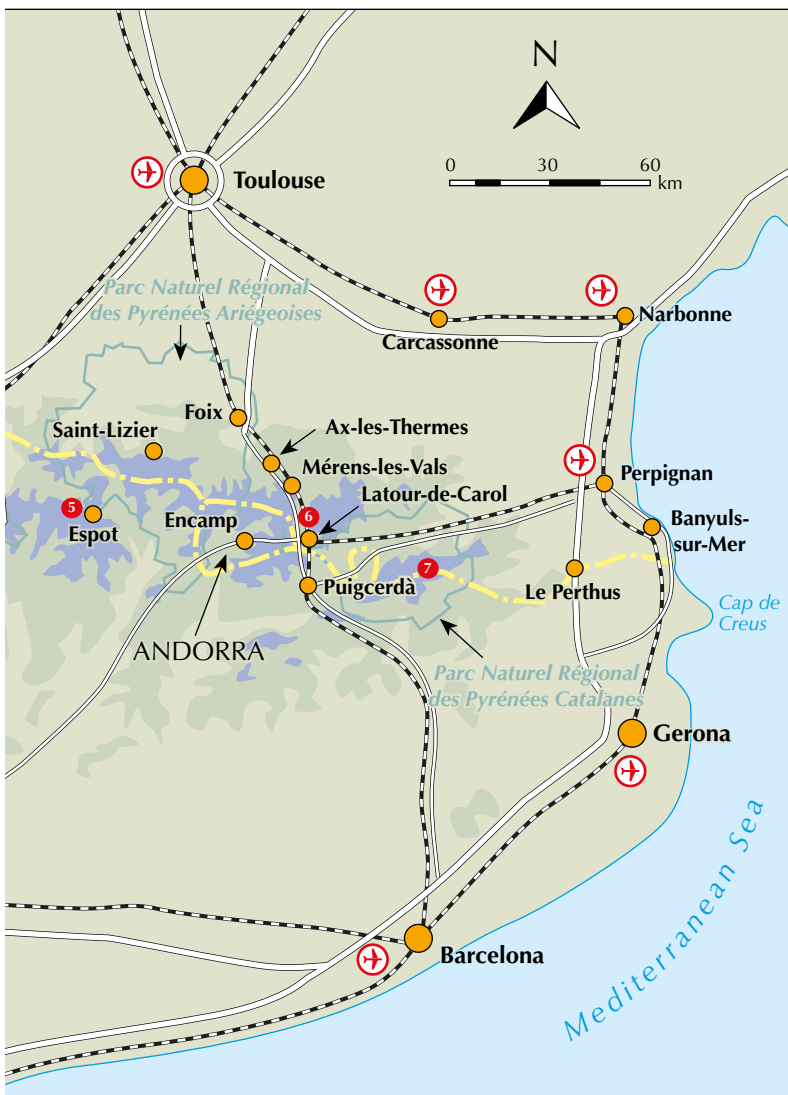 N
Toulouse
0 30 60
km
Parc Naturel Régional
des Pyrénées Ariégeoises
Carcassonne
Narbonne
Foix
Saint-Lizier
Ax-les-Thermes
Mérens-les-Vals
Latour-de-Carol
Perpignan
5
Espot
Encamp
6
Banyuls-
sur-Mer
7
Puigcerdà
Le Perthus
Cap de
Creus
ANDORRA
Parc Naturel Régional
des Pyrénées Catalanes
Gerona
Mediterranean Sea
Barcelona